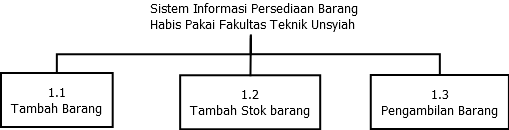 Sistem Informasi Persediaan Barang
Habis Pakai Fakultas Teknik Unsyiah
1.1
Tambah Barang
1.2
Tambah Stok barang
1.3
Pengambilan Barang